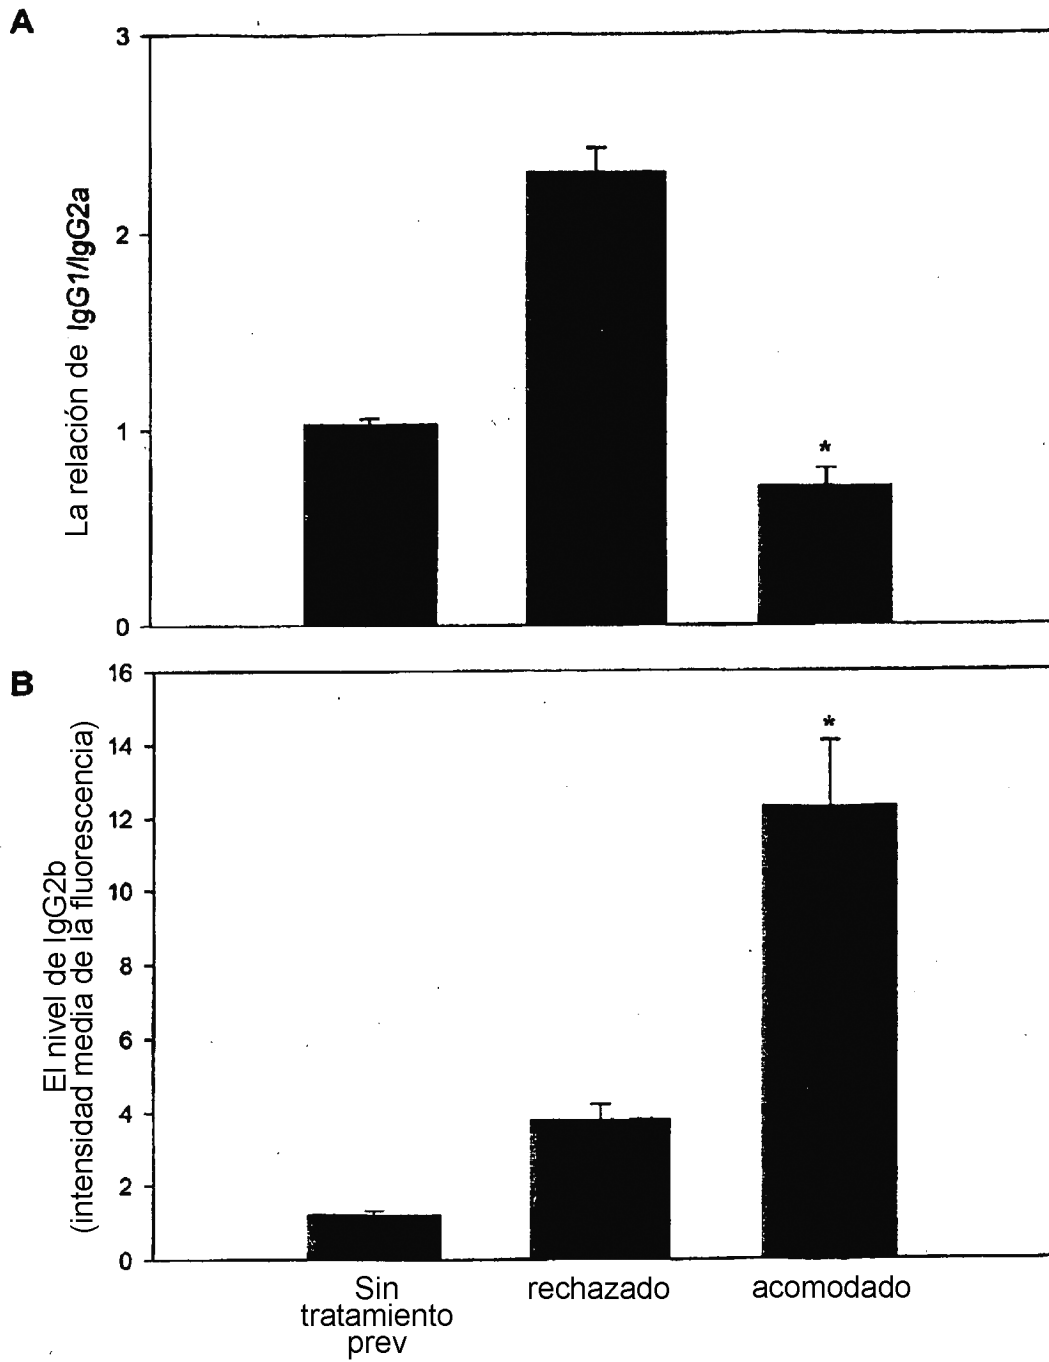 A
3
2
1
0
La relación de IgG1/IgG2a
*
B
16
14
12
10
8
6
4
2
0
El nivel de IgG2b
(intensidad media de la fluorescencia)
*
Sin
tratamiento
prev
rechazado
acomodado